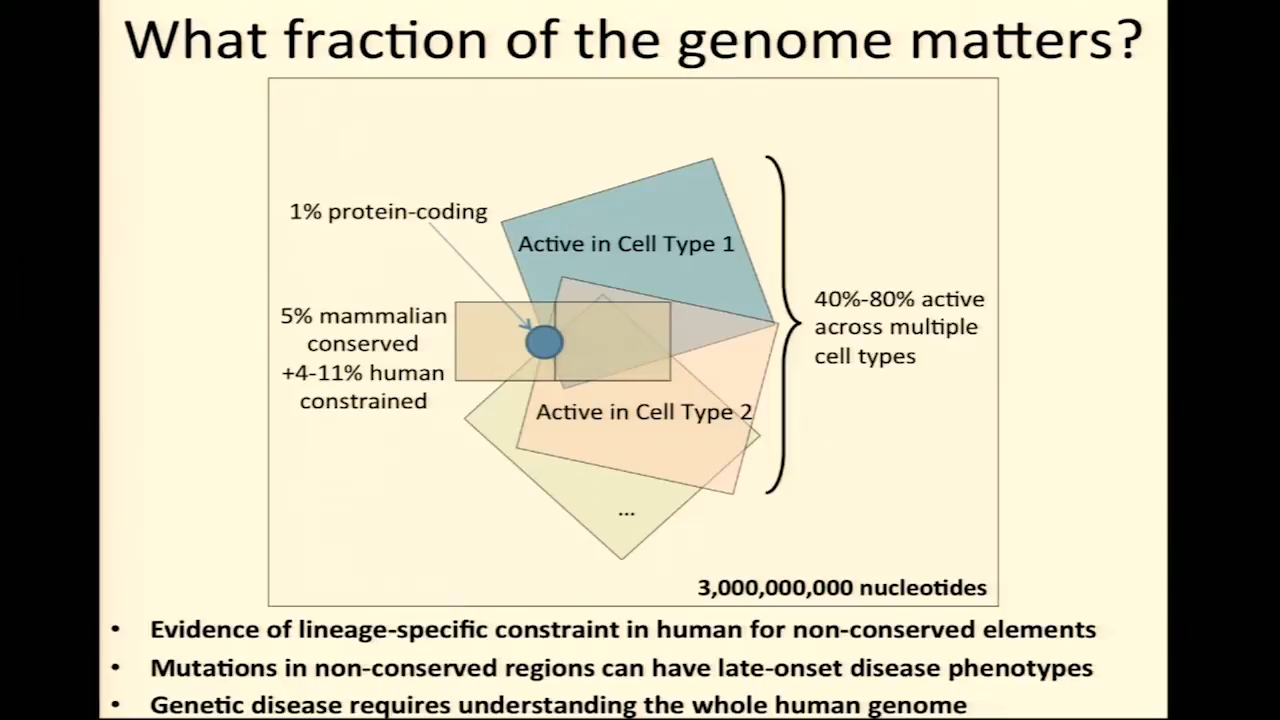 What fraction of the genome matters?
1% protein-coding
Active in Cell Type 1
5% mammalian
conserved
+4-11% human
constrained
40%-80% active
across multiple
cell types
Active in Cell Type 2
...
3,000,000,000 nucleotides
• Evidence of lineage-specific constraint in human for non-conserved elements
• Mutations in non-conserved regions can have late-onset disease phenotypes
• Genetic disease requires understanding the whole human genome